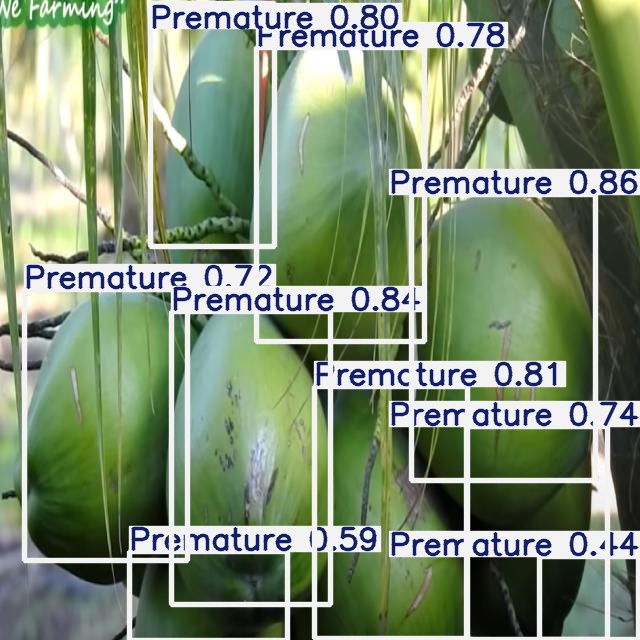 We Farming"
Premature 0.80
Premature 0.78
Premature 0.86
Premature 0.72
Premature 0.84
Premature 0.81
Premature 0.74
Premature 0.59
Premature 0.44